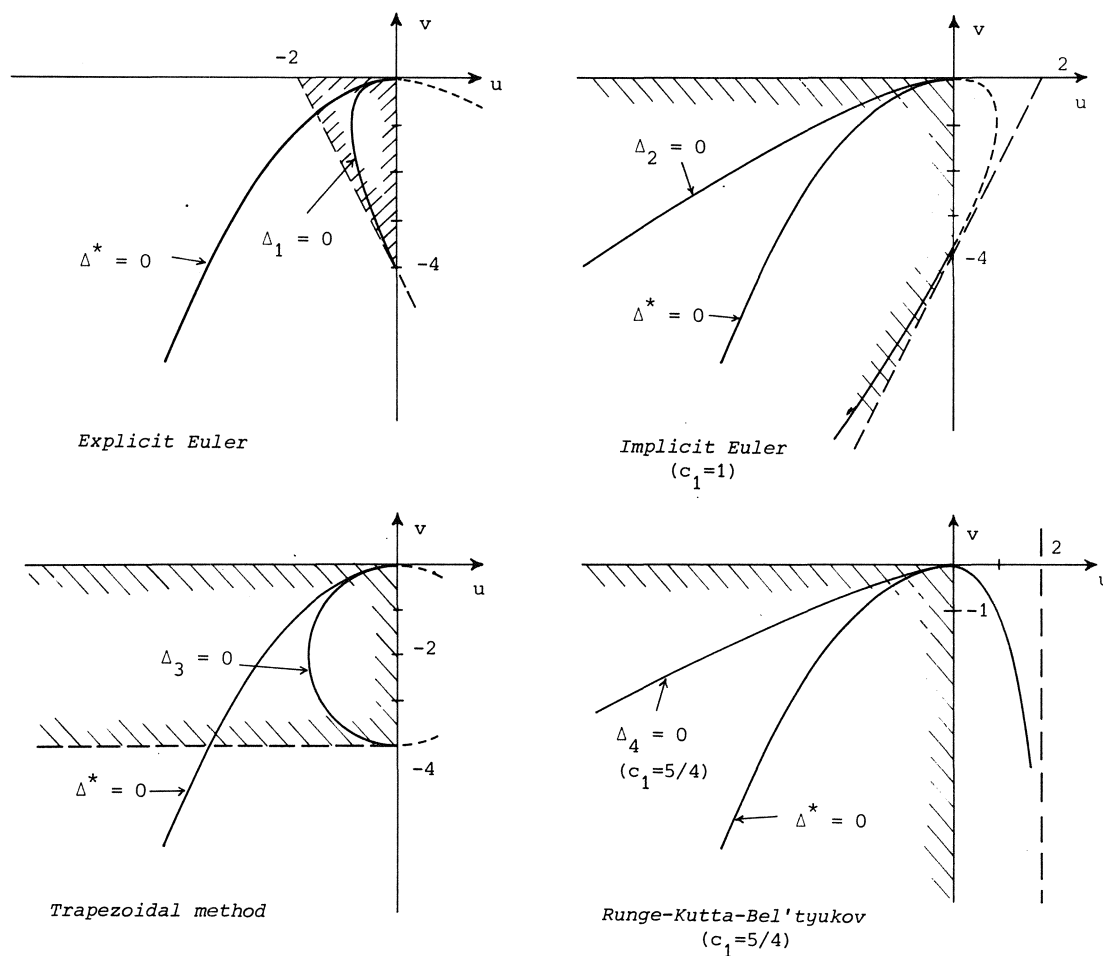 v
-2
u
Δ* = 0
Δ₁ = 0
-4
Explicit Euler
v
2
u
Δ₂ = 0
Δ* = 0
-4
Implicit Euler
(c₁=1)
v
u
Δ₃ = 0
-2
Δ* = 0
-4
Trapezoidal method
v
2
u
-1
Δ₄ = 0
(c₁=5/4)
Δ* = 0
Runge-Kutta-Bel'tyukov
(c₁=5/4)